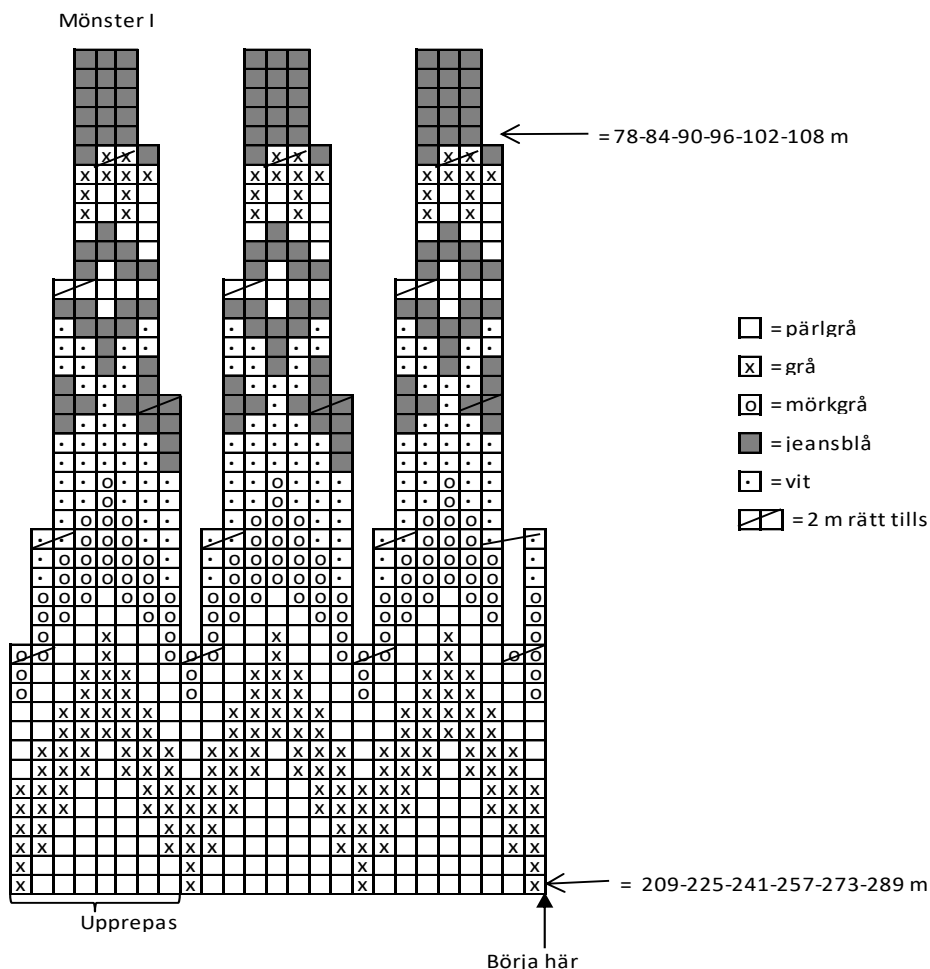 Mönster I
= 78-84-90-96-102-108 m
= pärlgrå
x = grå
o = mörkgrå
= jeansblå
· = vit
= 2 m rätt tills
= 209-225-241-257-273-289 m
Upprepas
Börja här